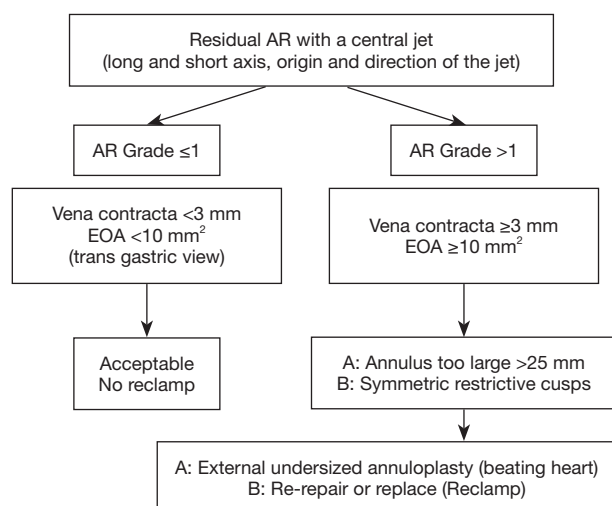 Residual AR with a central jet
(long and short axis, origin and direction of the jet)
AR Grade ≤1
AR Grade >1
Vena contracta <3 mm
EOA <10 mm²
(trans gastric view)
Vena contracta ≥3 mm
EOA ≥10 mm²
Acceptable
No reclamp
A: Annulus too large >25 mm
B: Symmetric restrictive cusps
A: External undersized annuloplasty (beating heart)
B: Re-repair or replace (Reclamp)